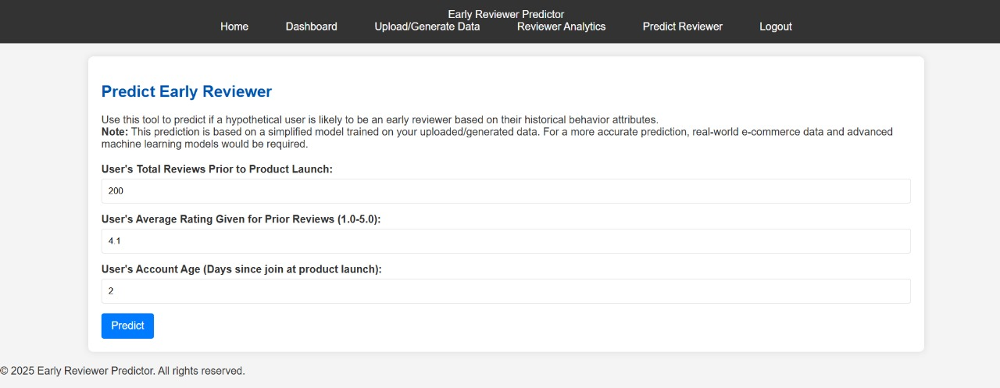 Early Reviewer Predictor
Home Dashboard Upload/Generate Data Reviewer Analytics Predict Reviewer Logout
Predict Early Reviewer
Use this tool to predict if a hypothetical user is likely to be an early reviewer based on their historical behavior attributes.
Note: This prediction is based on a simplified model trained on your uploaded/generated data. For a more accurate prediction, real-world e-commerce data and advanced
machine learning models would be required.
User's Total Reviews Prior to Product Launch:
200
User's Average Rating Given for Prior Reviews (1.0-5.0):
4.1
User's Account Age (Days since join at product launch):
2
Predict
© 2025 Early Reviewer Predictor. All rights reserved.